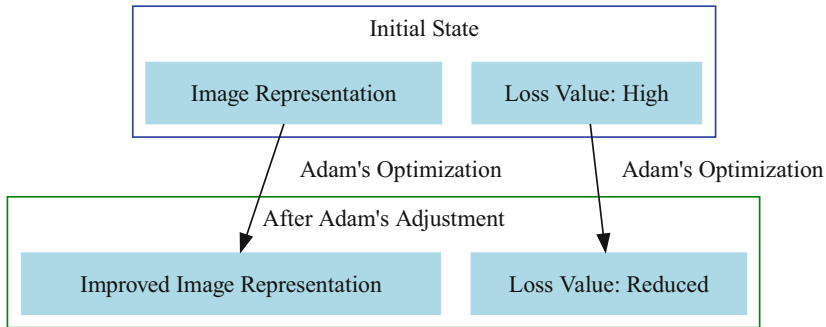 Initial State
Image Representation
Loss Value: High
Adam's Optimization
Adam's Optimization
After Adam's Adjustment
Improved Image Representation
Loss Value: Reduced